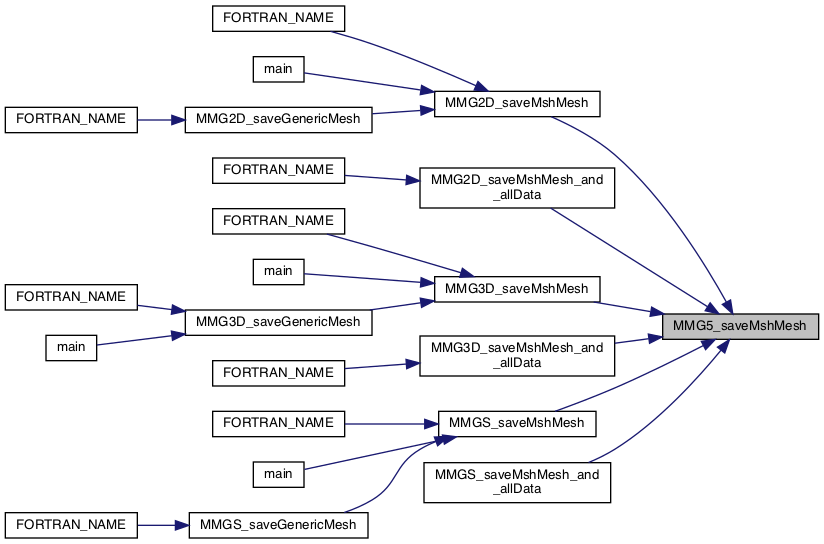 FORTRAN_NAME
main
MMG2D_saveMshMesh
FORTRAN_NAME
MMG2D_saveGenericMesh
FORTRAN_NAME
MMG2D_saveMshMesh_and
_allData
FORTRAN_NAME
main
MMG3D_saveMshMesh
FORTRAN_NAME
MMG3D_saveGenericMesh
MMG5_saveMshMesh
main
MMG3D_saveMshMesh_and
_allData
FORTRAN_NAME
FORTRAN_NAME
MMGS_saveMshMesh
main
MMGS_saveMshMesh_and
_allData
FORTRAN_NAME
MMGS_saveGenericMesh